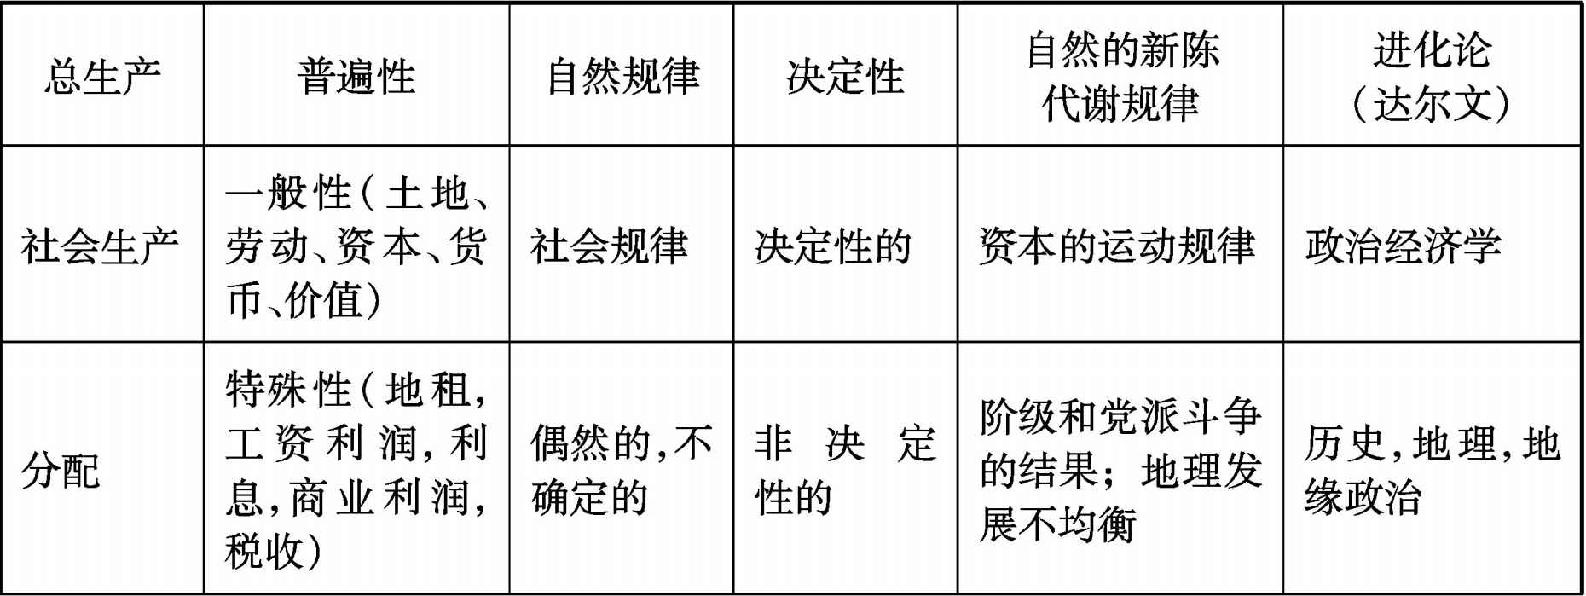 总生产
普遍性
自然规律
决定性
自然的新陈
代谢规律
进化论
(达尔文)
社会生产
一般性(土地、
劳动、资本、货
币、价值)
社会规律
决定性的
资本的运动规律
政治经济学
分配
特殊性(地租,
工资利润,利
息,商业利润,
税收)
偶然的,不
确定的
非决定
性的
阶级和党派斗争
的结果;地理发
展不均衡
历史,地理,地
缘政治